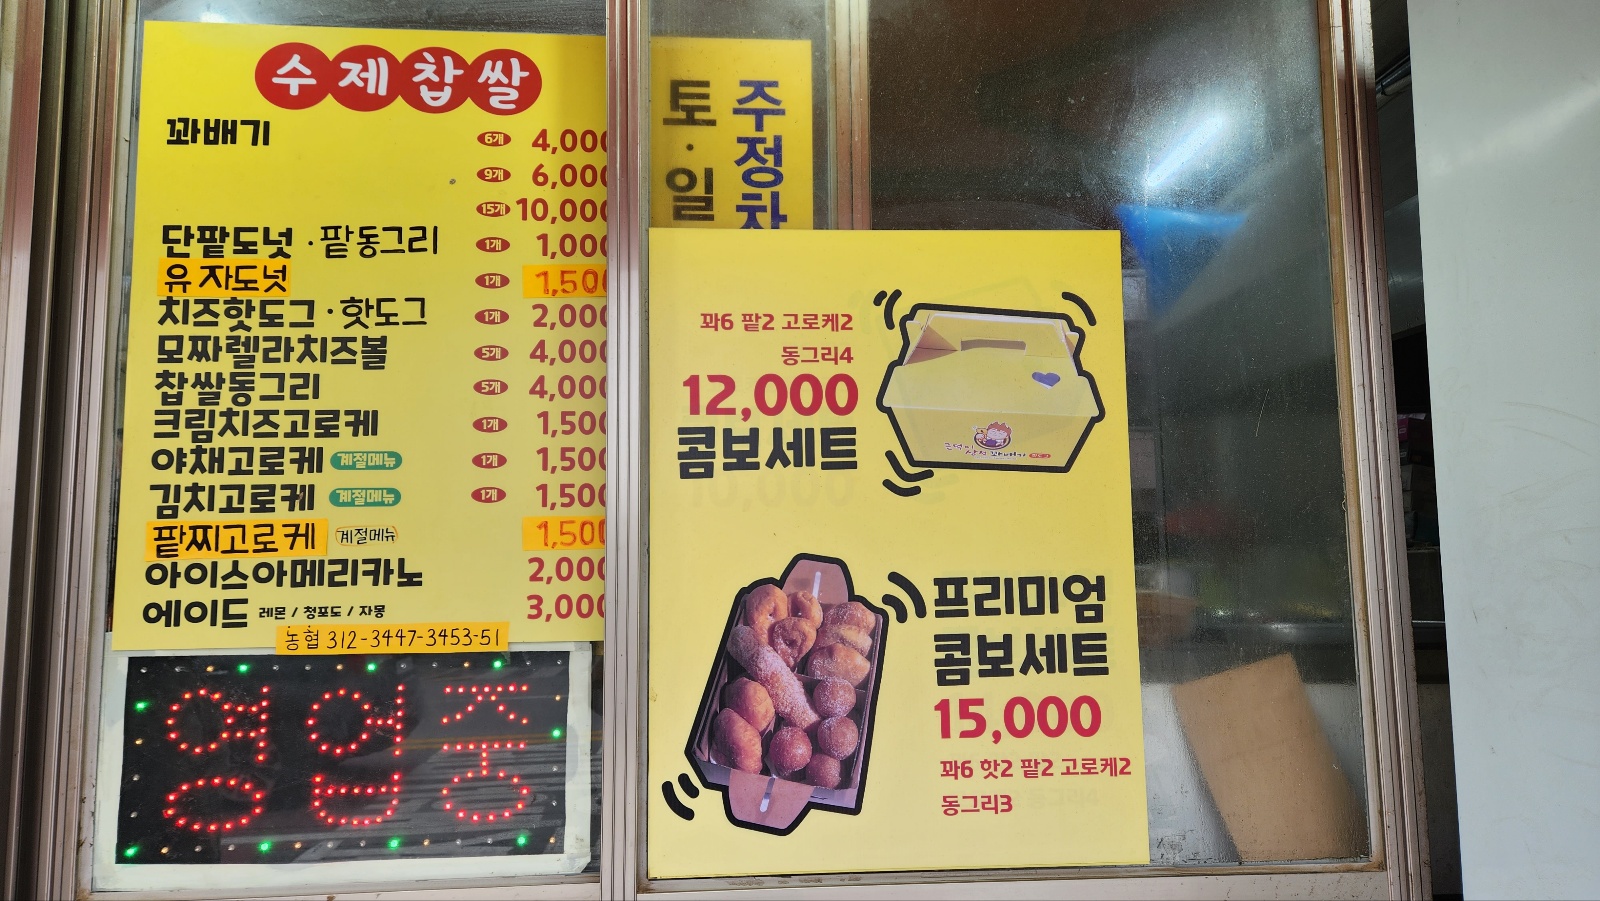 수제찹쌀
꽈배기 6개 4,000
9개 6,000
15개 10,000
단팥도넛 · 팥동그리 1개 1,000
유자도넛 1개 1,500
치즈핫도그 · 핫도그 1개 2,000
모짜렐라치즈볼 5개 4,000
찹쌀동그리 5개 4,000
크림치즈고로케 1개 1,500
야채고로케 계절메뉴 1개 1,500
김치고로케 계절메뉴 1개 1,500
팥찌고로케 계절메뉴 1,500
아이스아메리카노 2,000
에이드 레몬 / 청포도 / 자몽 3,000
농협 312-3447-3453-51
영업중
주정차
토·일
꽈6 팥2 고로케2
동그리4
12,000
콤보세트
프리미엄
콤보세트
15,000
꽈6 핫2 팥2 고로케2
동그리3